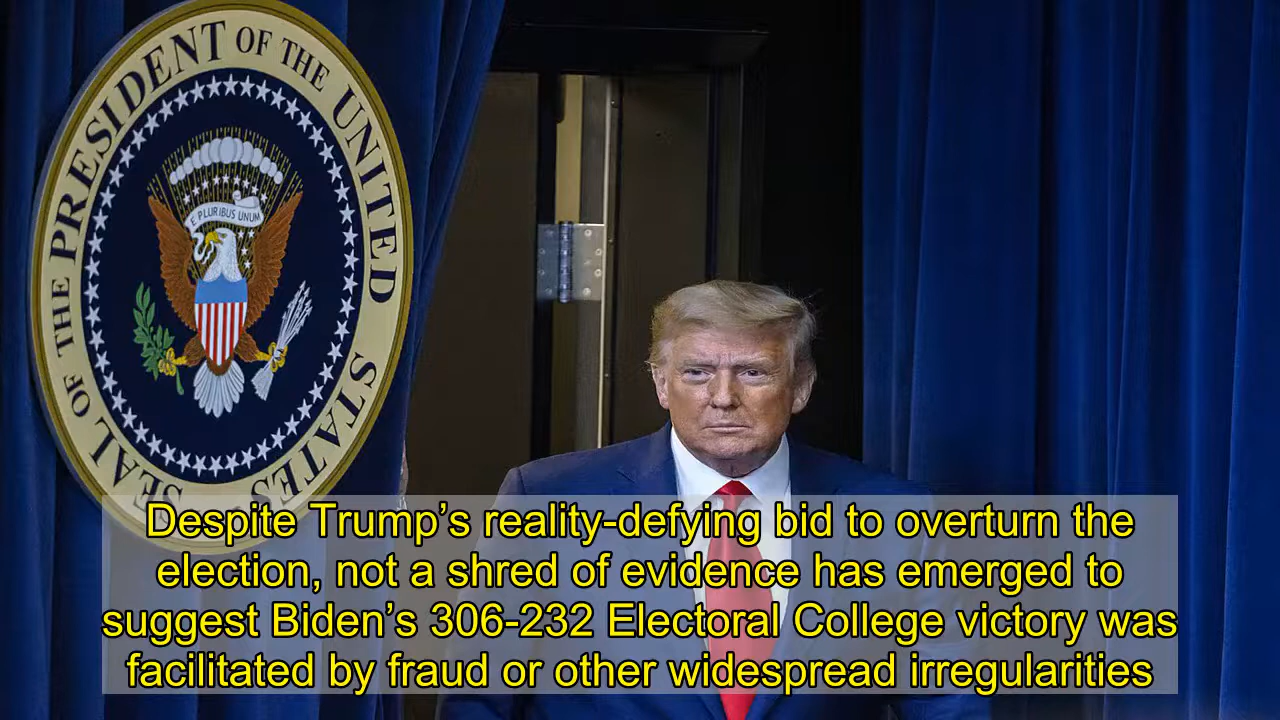 SEAL OF THE PRESIDENT OF THE UNITED STATES
E PLURIBUS UNUM
Despite Trump’s reality-defying bid to overturn the
election, not a shred of evidence has emerged to
suggest Biden’s 306-232 Electoral College victory was
facilitated by fraud or other widespread irregularities